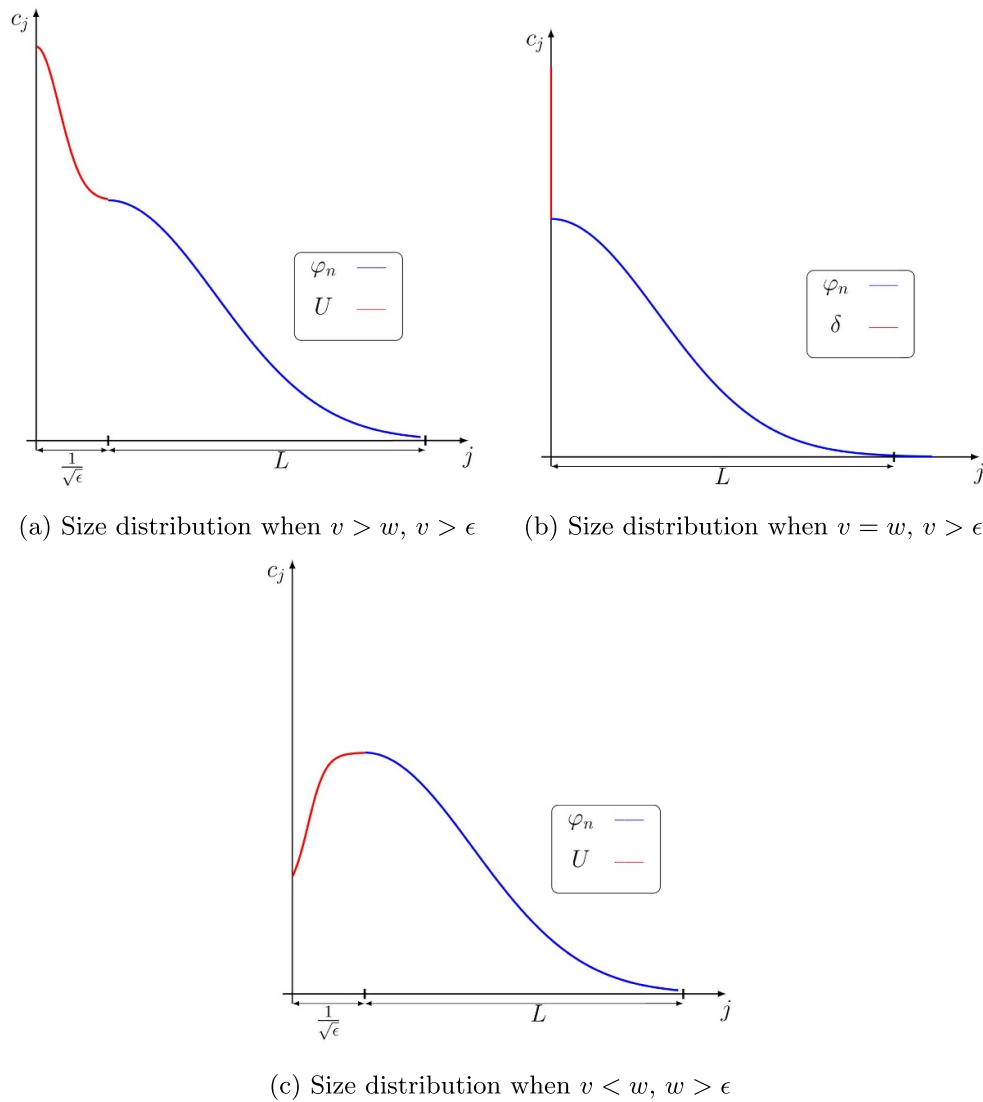 c_j
φ_n
U
1/√ϵ
L
j
(a) Size distribution when v > w, v > ϵ
c_j
φ_n
δ
L
j
(b) Size distribution when v = w, v > ϵ
c_j
φ_n
U
1/√ϵ
L
j
(c) Size distribution when v < w, w > ϵ